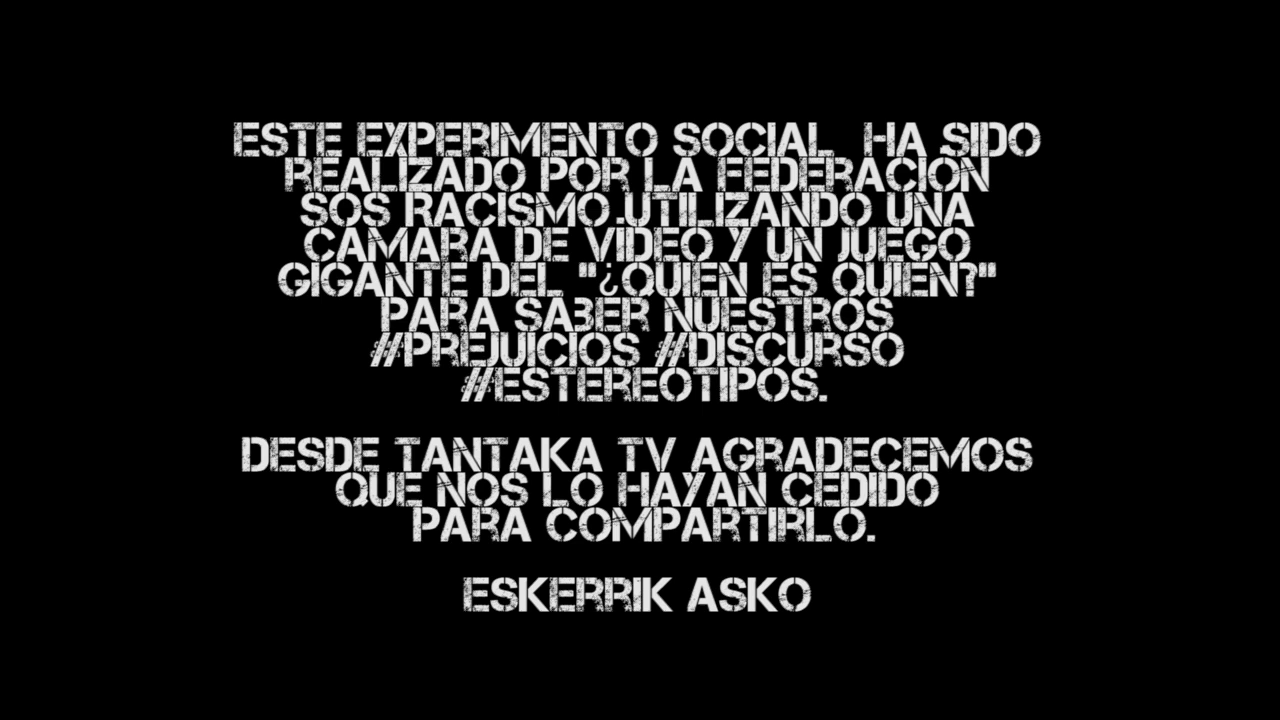 ESTE EXPERIMENTO SOCIAL HA SIDO
REALIZADO POR LA FEDERACIÓN
SOS RACISMO.UTILIZANDO UNA
CAMARA DE VIDEO Y UN JUEGO
GIGANTE DEL "¿QUIEN ES QUIEN?"
PARA SABER NUESTROS
#PREJUICIOS #DISCURSO
#ESTEREOTIPOS.
DESDE TANTAKA TV AGRADECEMOS
QUE NOS LO HAYAN CEDIDO
PARA COMPARTIRLO.
ESKERRIK ASKO